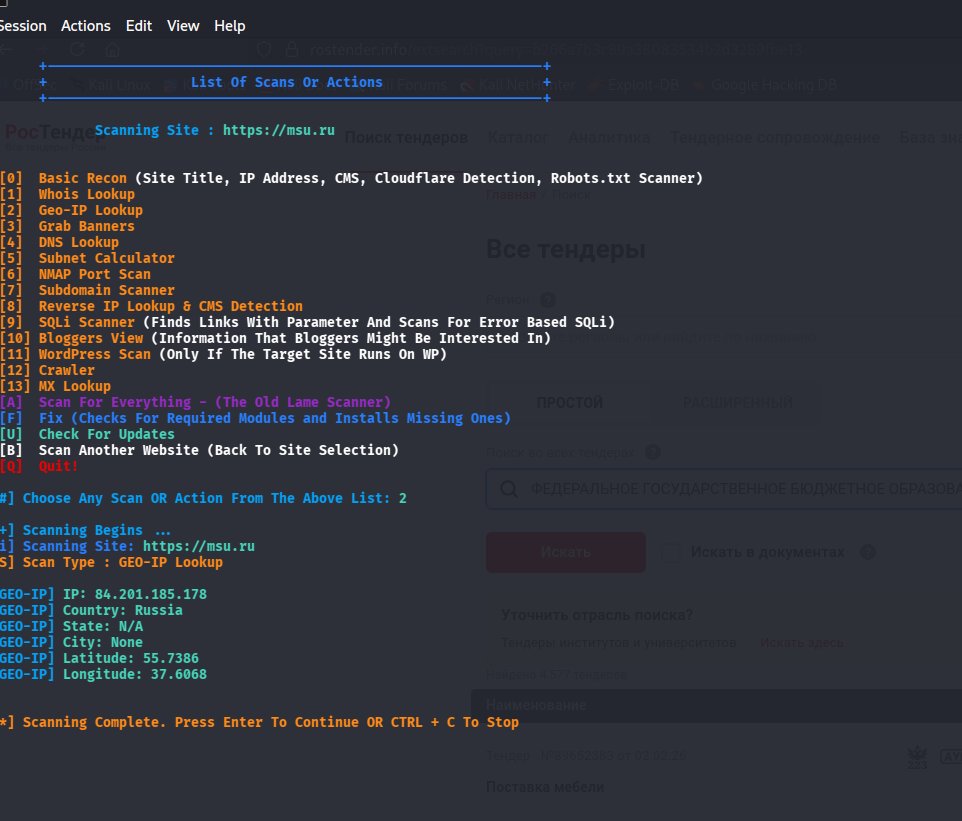 Session Actions Edit View Help
rostender.info
Kali Linux
Forums Kali NetHunter Exploit-DB Google Hacking DB
List Of Scans Or Actions
РосТенде
Scanning Site : https://msu.ru
Поиск тендеров Каталог Аналитика Тендерное сопровождение База
[0] Basic Recon (Site Title, IP Address, CMS, Cloudflare Detection, Robots.txt Scanner)
[1] Whois Lookup
Главная Поиск
[2] Geo-IP Lookup
[3] Grab Banners
[4] DNS Lookup
Все тендеры
[5] Subnet Calculator
[6] NMAP Port Scan
[7] Subdomain Scanner
Регион ?
[8] Reverse IP Lookup & CMS Detection
[9] SQLi Scanner (Finds Links With Parameter And Scans For Error Based SQLi)
[10] Bloggers View (Information That Bloggers Might Be Interested In)
[11] WordPress Scan (Only If The Target Site Runs On WP)
[12] Crawler
[13] MX Lookup
[A] Scan For Everything - (The Old Lame Scanner)
ПРОСТОЙ РАСШИРЕННЫЙ
[F] Fix (Checks For Required Modules and Installs Missing Ones)
[U] Check For Updates
[B] Scan Another Website (Back To Site Selection)
Поиск по всех тендерах ?
[Q] Quit!
ФЕДЕРАЛЬНОЕ ГОСУДАРСТВЕННОЕ БЮДЖЕТНОЕ ОБРАЗОВА
#] Choose Any Scan OR Action From The Above List: 2
+] Scanning Begins ...
i] Scanning Site: https://msu.ru
Искать Искать в документах ?
S] Scan Type : GEO-IP Lookup
GEO-IP] IP: 84.201.185.178
GEO-IP] Country: Russia
Уточнить отрасль поиска?
GEO-IP] State: N/A
GEO-IP] City: None
Тендеры институтов и университетов Искать здесь
GEO-IP] Latitude: 55.7386
GEO-IP] Longitude: 37.6068
Наименование
*] Scanning Complete. Press Enter To Continue OR CTRL + C To Stop
Поставка мебели